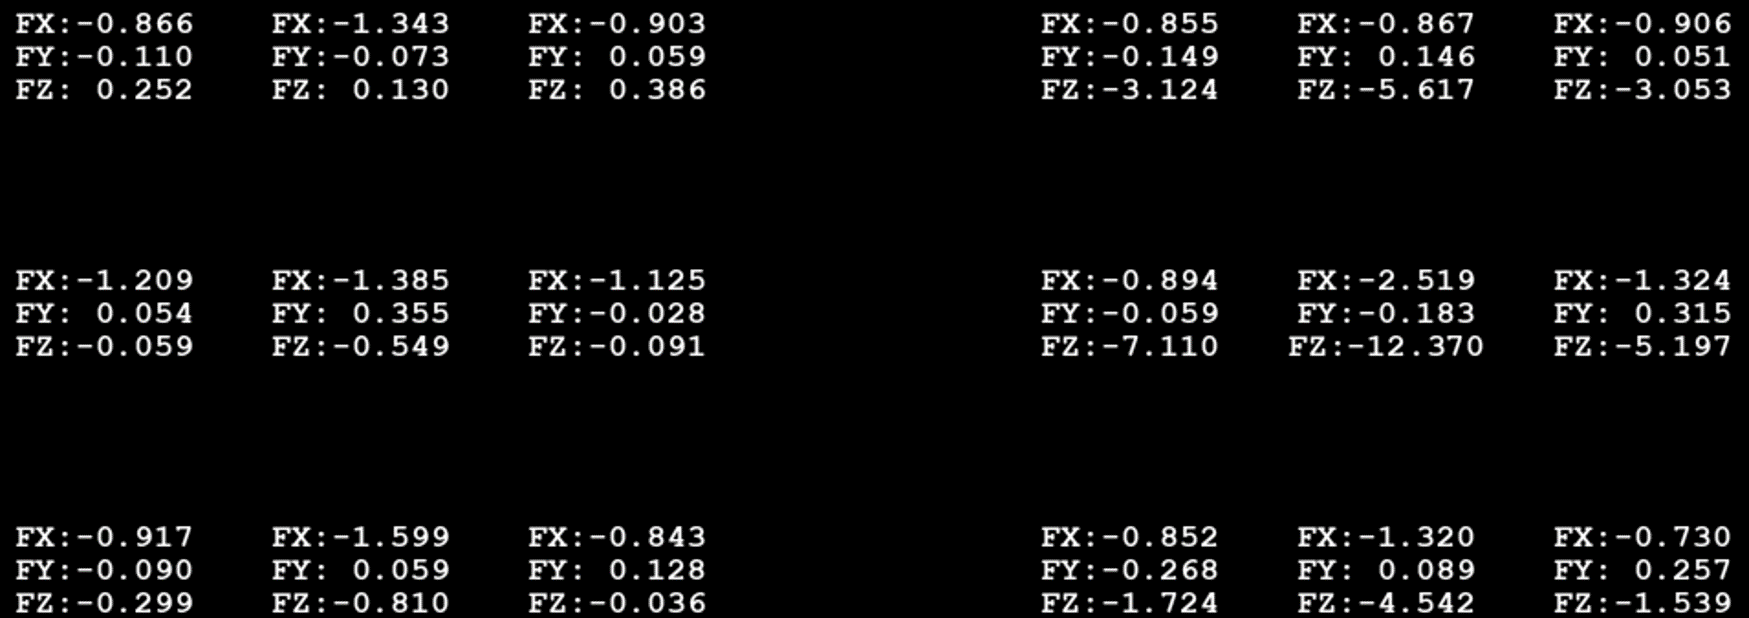 FX:-0.866 FX:-1.343 FX:-0.903 FX:-0.855 FX:-0.867 FX:-0.906
FY:-0.110 FY:-0.073 FY: 0.059 FY:-0.149 FY: 0.146 FY: 0.051
FZ: 0.252 FZ: 0.130 FZ: 0.386 FZ:-3.124 FZ:-5.617 FZ:-3.053
FX:-1.209 FX:-1.385 FX:-1.125 FX:-0.894 FX:-2.519 FX:-1.324
FY: 0.054 FY: 0.355 FY:-0.028 FY:-0.059 FY:-0.183 FY: 0.315
FZ:-0.059 FZ:-0.549 FZ:-0.091 FZ:-7.110 FZ:-12.370 FZ:-5.197
FX:-0.917 FX:-1.599 FX:-0.843 FX:-0.852 FX:-1.320 FX:-0.730
FY:-0.090 FY: 0.059 FY: 0.128 FY:-0.268 FY: 0.089 FY: 0.257
FZ:-0.299 FZ:-0.810 FZ:-0.036 FZ:-1.724 FZ:-4.542 FZ:-1.539